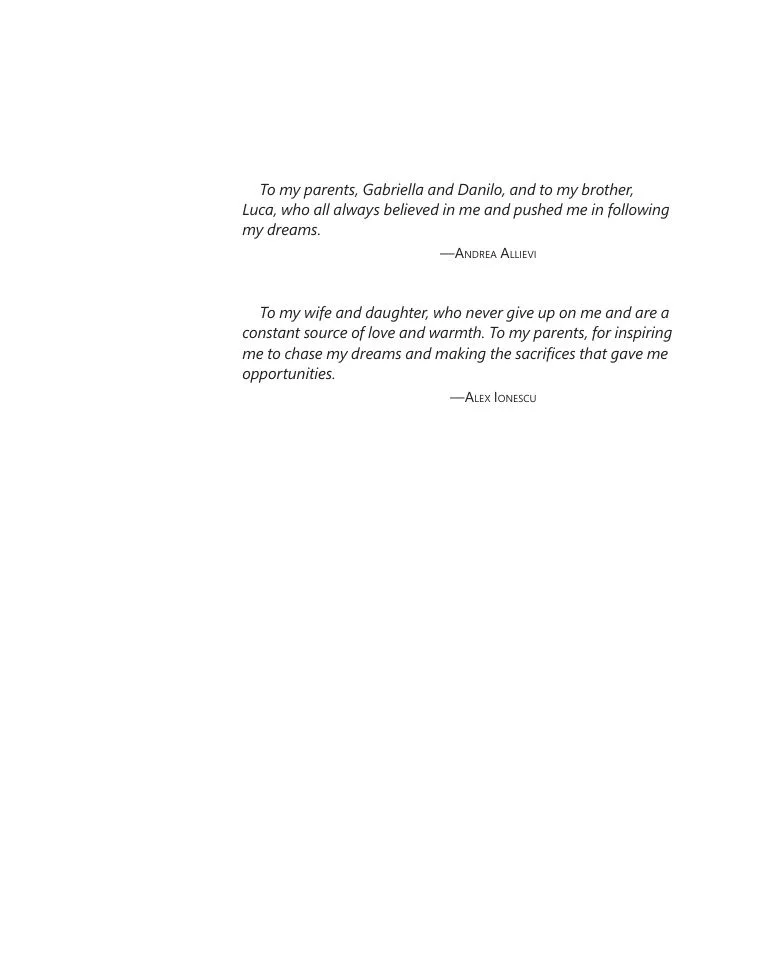 To my parents, Gabriella and Danilo, and to my brother,
Luca, who all always believed in me and pushed me in following
my dreams.
—Andrea Allievi
To my wife and daughter, who never give up on me and are a
constant source of love and warmth. To my parents, for inspiring
me to chase my dreams and making the sacrifices that gave me
opportunities.
—Alex Ionescu